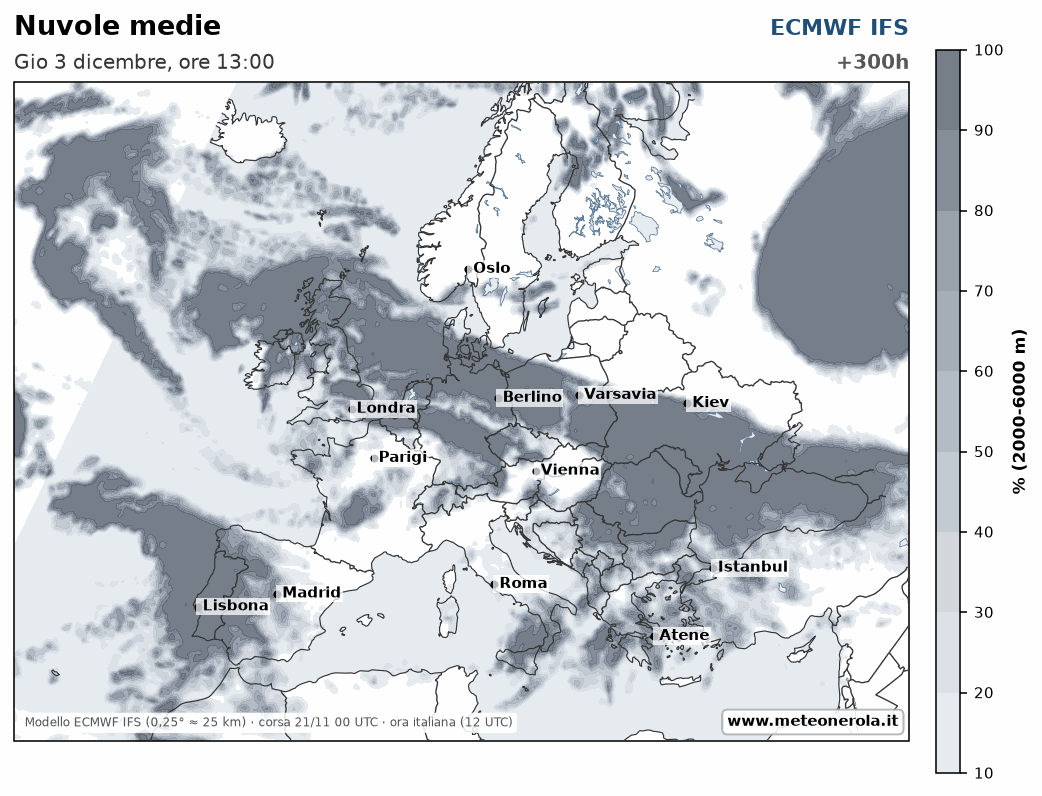 Nuvole medie
ECMWF IFS
Gio 3 dicembre, ore 13:00
+300h
100
90
80
70
60
50
40
30
20
10
% (2000-6000 m)
Oslo
Berlino
Varsavia
Kiev
Londra
Parigi
Vienna
Istanbul
Roma
Madrid
Lisbona
Atene
Modello ECMWF IFS (0,25° ≈ 25 km) · corsa 21/11 00 UTC · ora italiana (12 UTC)
www.meteonerola.it